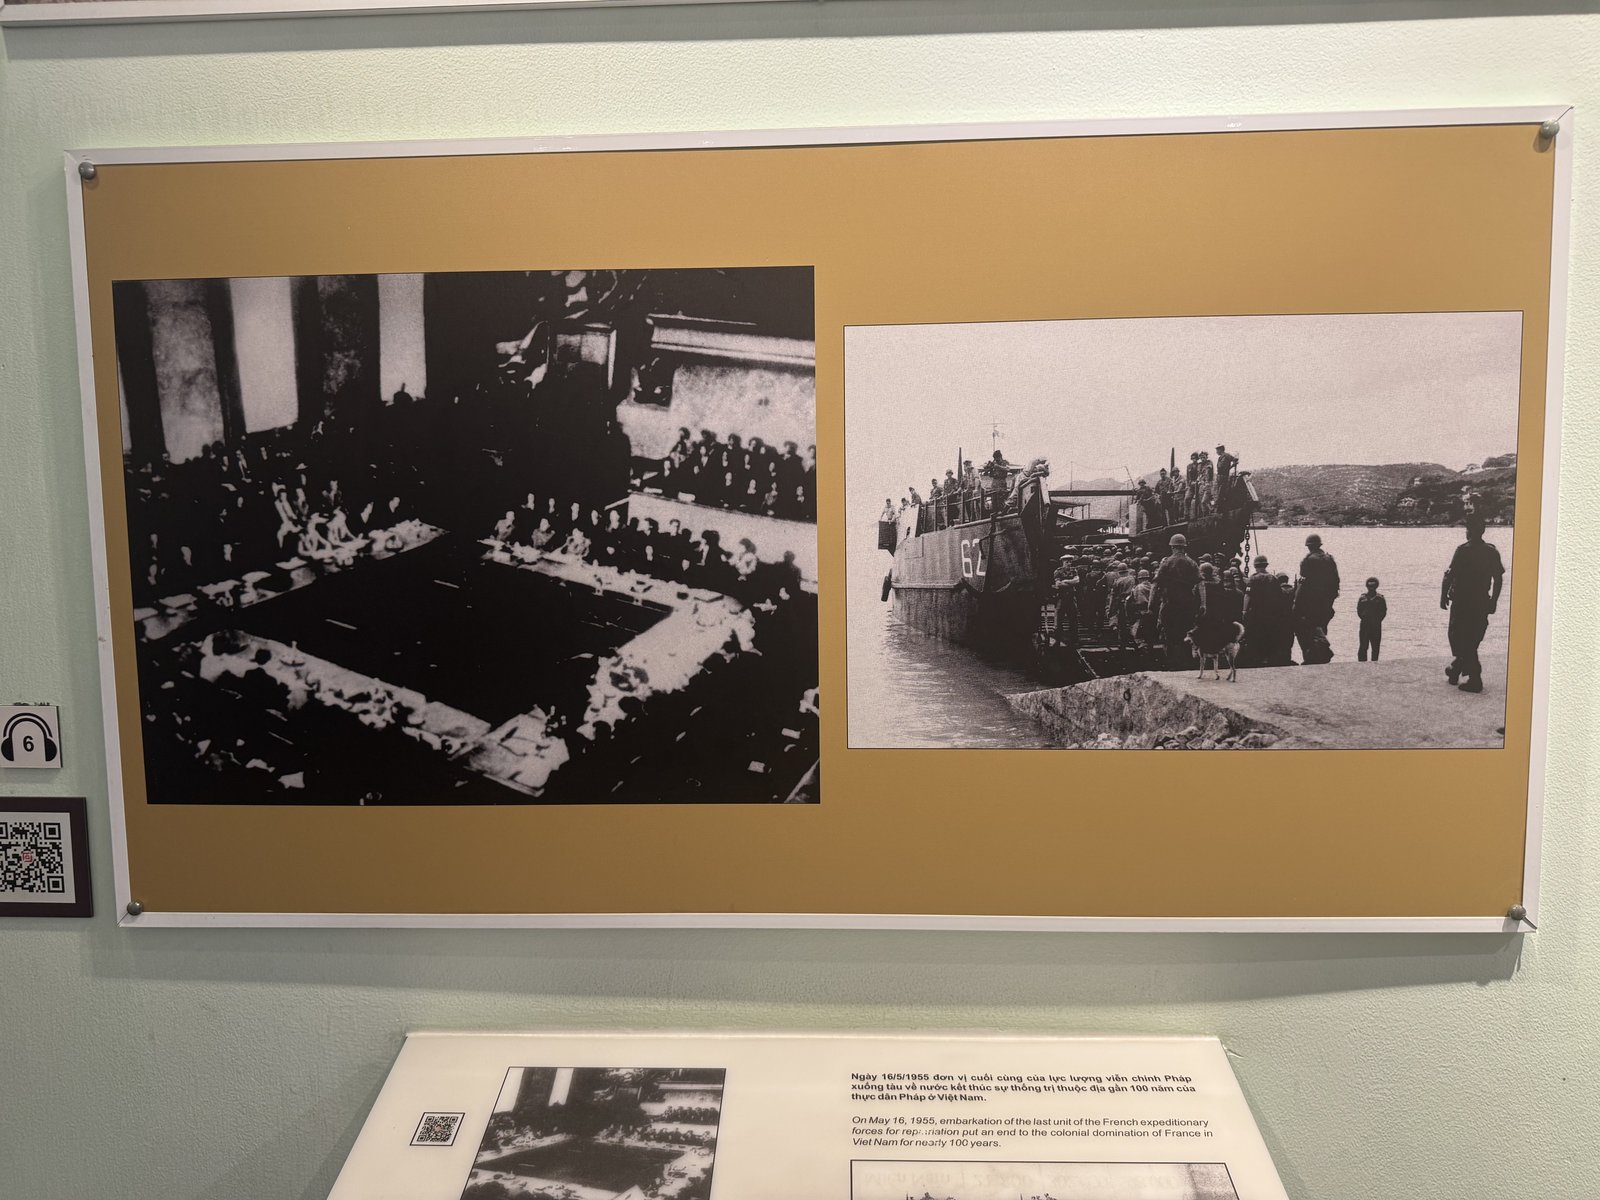 62
6
Ngày 16/5/1955 đơn vị cuối cùng của lực lượng viễn chinh Pháp
xuống tàu về nước kết thúc sự thống trị thuộc địa gần 100 năm của
thực dân Pháp ở Việt Nam.
On May 16, 1955, embarkation of the last unit of the French expeditionary
forces for repatriation put an end to the colonial domination of France in
Viet Nam for nearly 100 years.